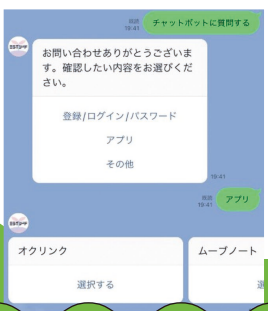 既読
19:41
チャットボットに質問する
お問い合わせありがとうございま
す。確認したい内容をお選びくだ
さい。
登録/ログイン/パスワード
アプリ
その他
19:41
既読
19:41
アプリ
オクリンク
ムーブノート
選択する